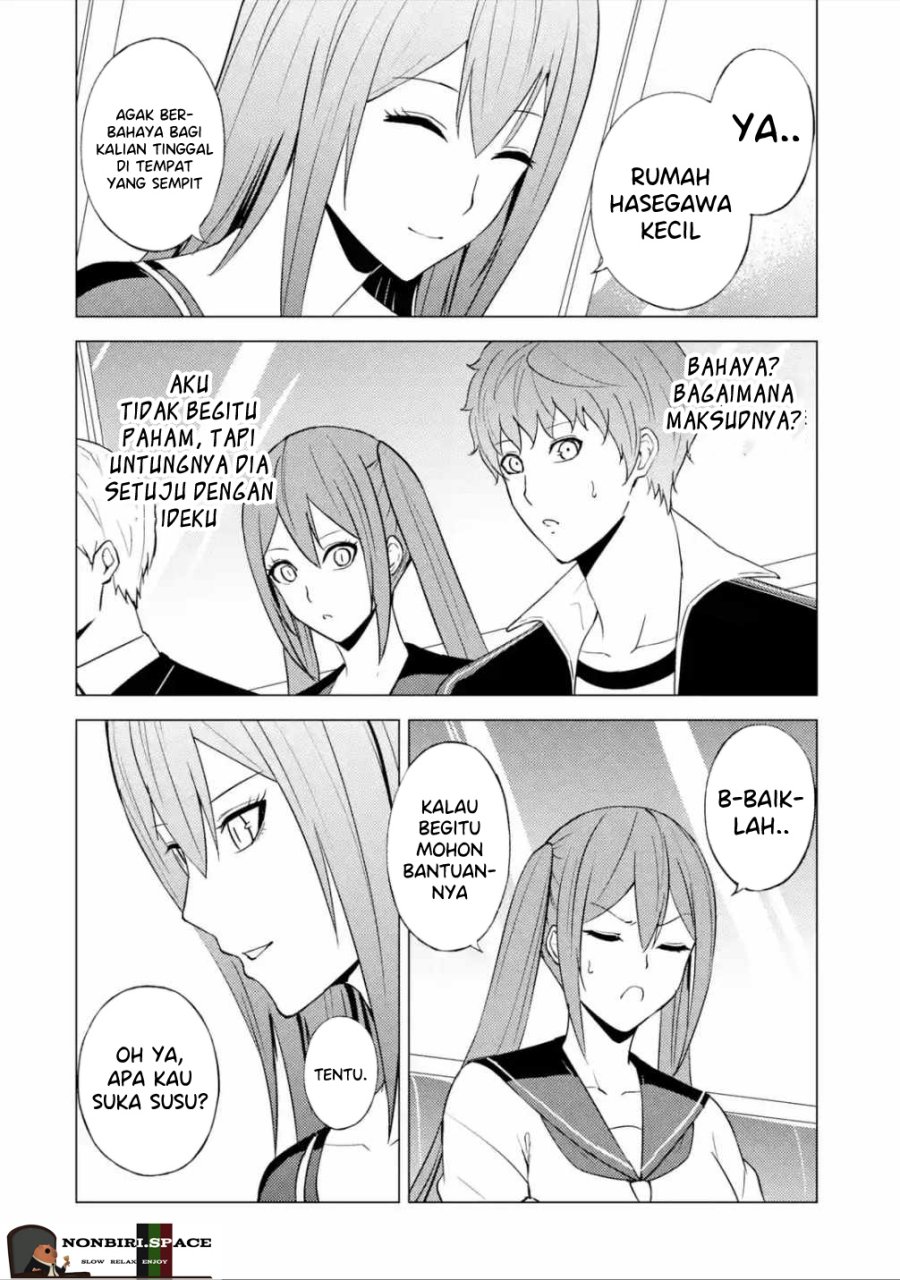 YA..
RUMAH
HASEGAWA
KECIL
AGAK BER-
BAHAYA BAGI
KALIAN TINGGAL
DI TEMPAT
YANG SEMPIT
BAHAYA?
BAGAIMANA
MAKSUDNYA?
AKU
TIDAK BEGITU
PAHAM, TAPI
UNTUNGNYA DIA
SETUJU DENGAN
IDEKU
B-BAIK-
LAH..
KALAU
BEGITU
MOHON
BANTUAN-
NYA
TENTU.
OH YA,
APA KAU
SUKA SUSU?
NONBIRI.SPACE
SLOW RELAX ENJOY